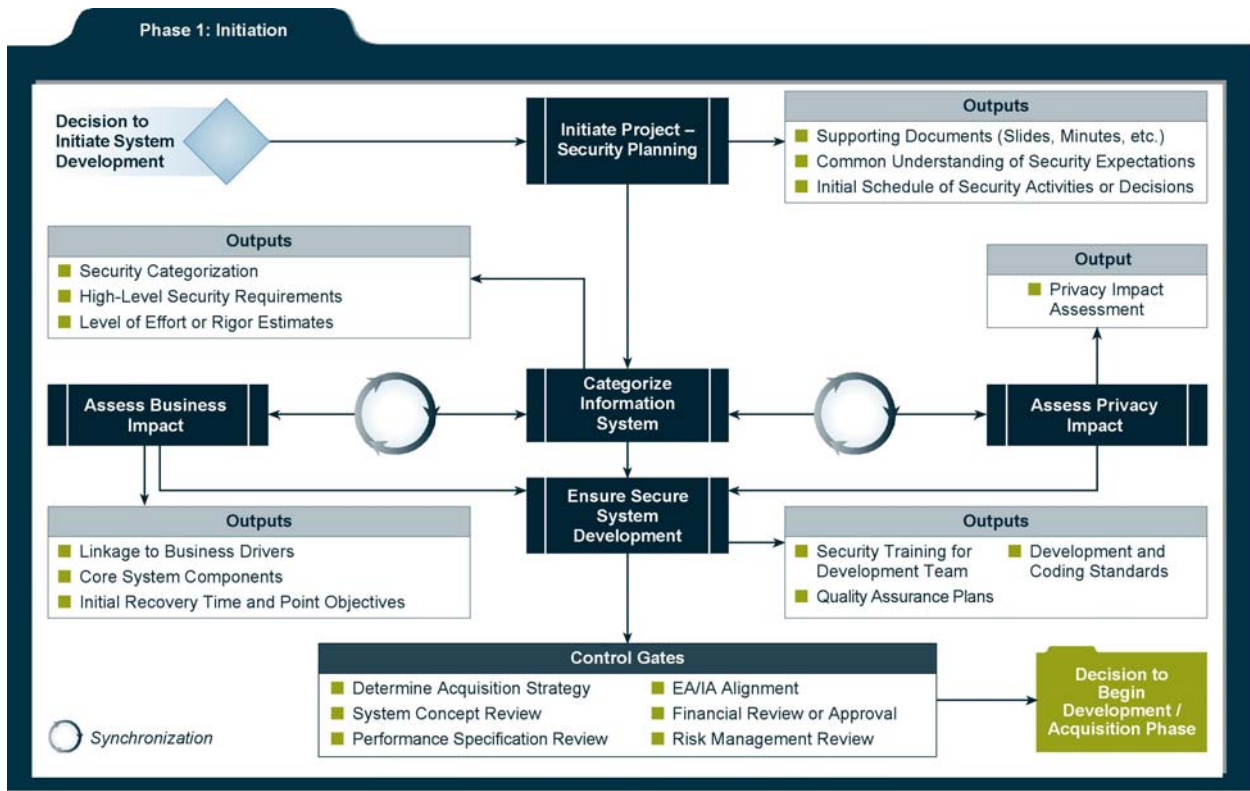 Phase 1: Initiation
Decision to
Initiate System
Development
Initiate Project –
Security Planning
Outputs
Supporting Documents (Slides, Minutes, etc.)
Common Understanding of Security Expectations
Initial Schedule of Security Activities or Decisions
Outputs
Security Categorization
High-Level Security Requirements
Level of Effort or Rigor Estimates
Output
Privacy Impact
Assessment
Assess Business
Impact
Categorize
Information
System
Assess Privacy
Impact
Ensure Secure
System
Development
Outputs
Linkage to Business Drivers
Core System Components
Initial Recovery Time and Point Objectives
Outputs
Security Training for
Development Team
Quality Assurance Plans
Development and
Coding Standards
Control Gates
Determine Acquisition Strategy
System Concept Review
Performance Specification Review
EA/IA Alignment
Financial Review or Approval
Risk Management Review
Decision to
Begin
Development /
Acquisition Phase
Synchronization